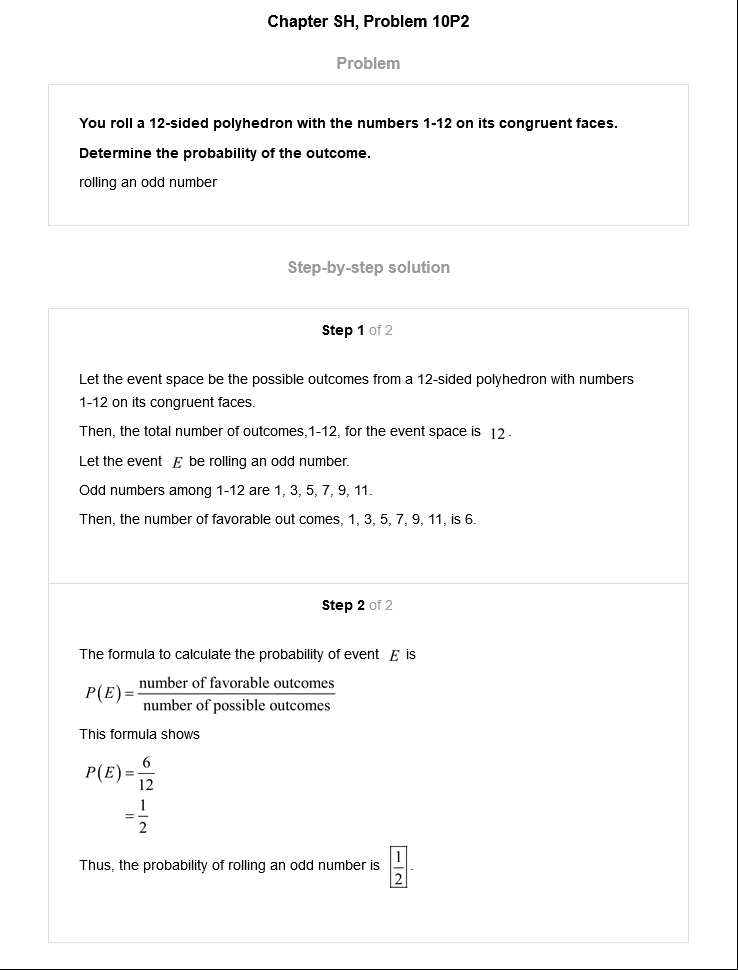 Chapter SH, Problem 10P2
Problem
You roll a 12-sided polyhedron with the numbers 1-12 on its congruent faces.
Determine the probability of the outcome.
rolling an odd number
Step-by-step solution
Step 1 of 2
Let the event space be the possible outcomes from a 12-sided polyhedron with numbers
1-12 on its congruent faces.
Then, the total number of outcomes,1-12, for the event space is 12.
Let the event E be rolling an odd number.
Odd numbers among 1-12 are 1, 3, 5, 7, 9, 11.
Then, the number of favorable out comes, 1, 3, 5, 7, 9, 11, is 6.
Step 2 of 2
The formula to calculate the probability of event E is
P(E) = number of favorable outcomes
number of possible outcomes
This formula shows
P(E) = 6
12
= 1
2
Thus, the probability of rolling an odd number is 1
2 .